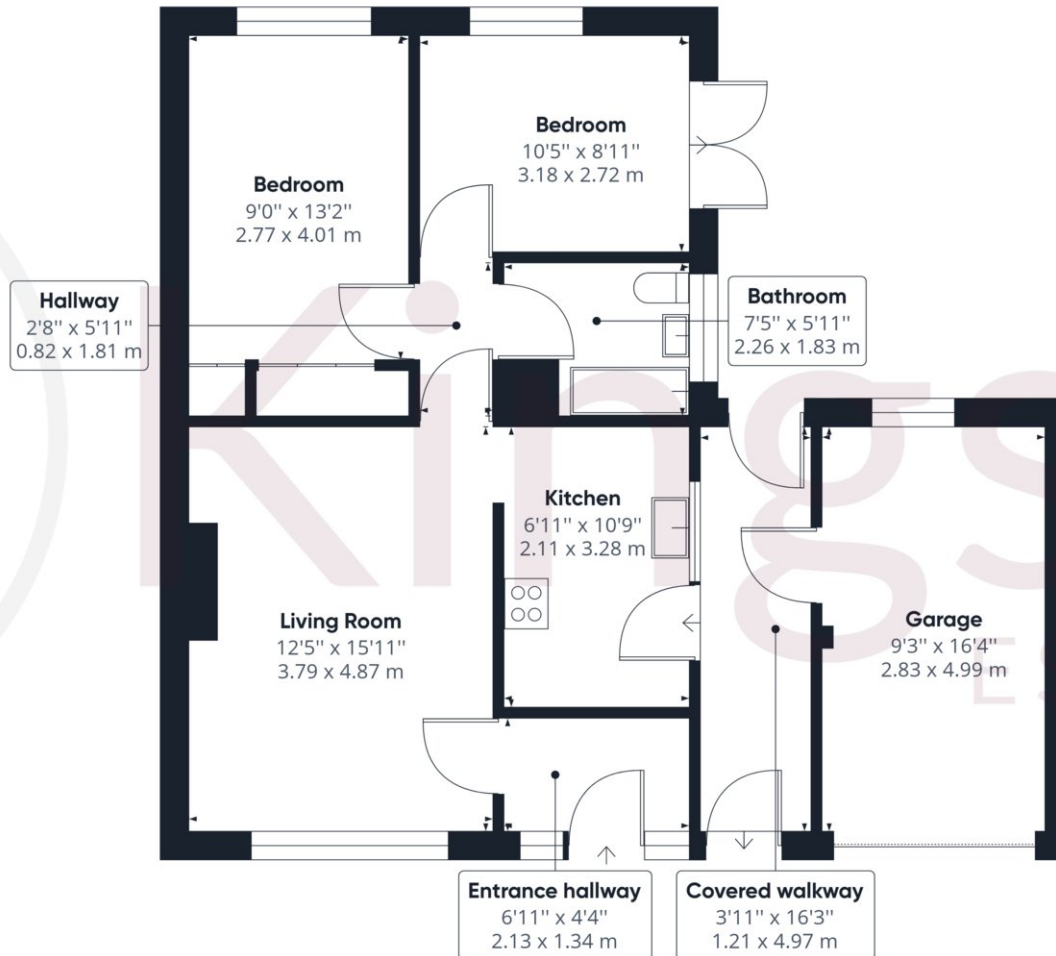 Bedroom
10'5'' x 8'11''
3.18 x 2.72 m
Bedroom
9'0'' x 13'2''
2.77 x 4.01 m
Hallway
2'8'' x 5'11''
0.82 x 1.81 m
Bathroom
7'5'' x 5'11''
2.26 x 1.83 m
Kings
Kitchen
6'11'' x 10'9''
2.11 x 3.28 m
Living Room
12'5'' x 15'11''
3.79 x 4.87 m
Garage
9'3'' x 16'4''
2.83 x 4.99 m
ES
Entrance hallway
6'11'' x 4'4''
2.13 x 1.34 m
Covered walkway
3'11'' x 16'3''
1.21 x 4.97 m